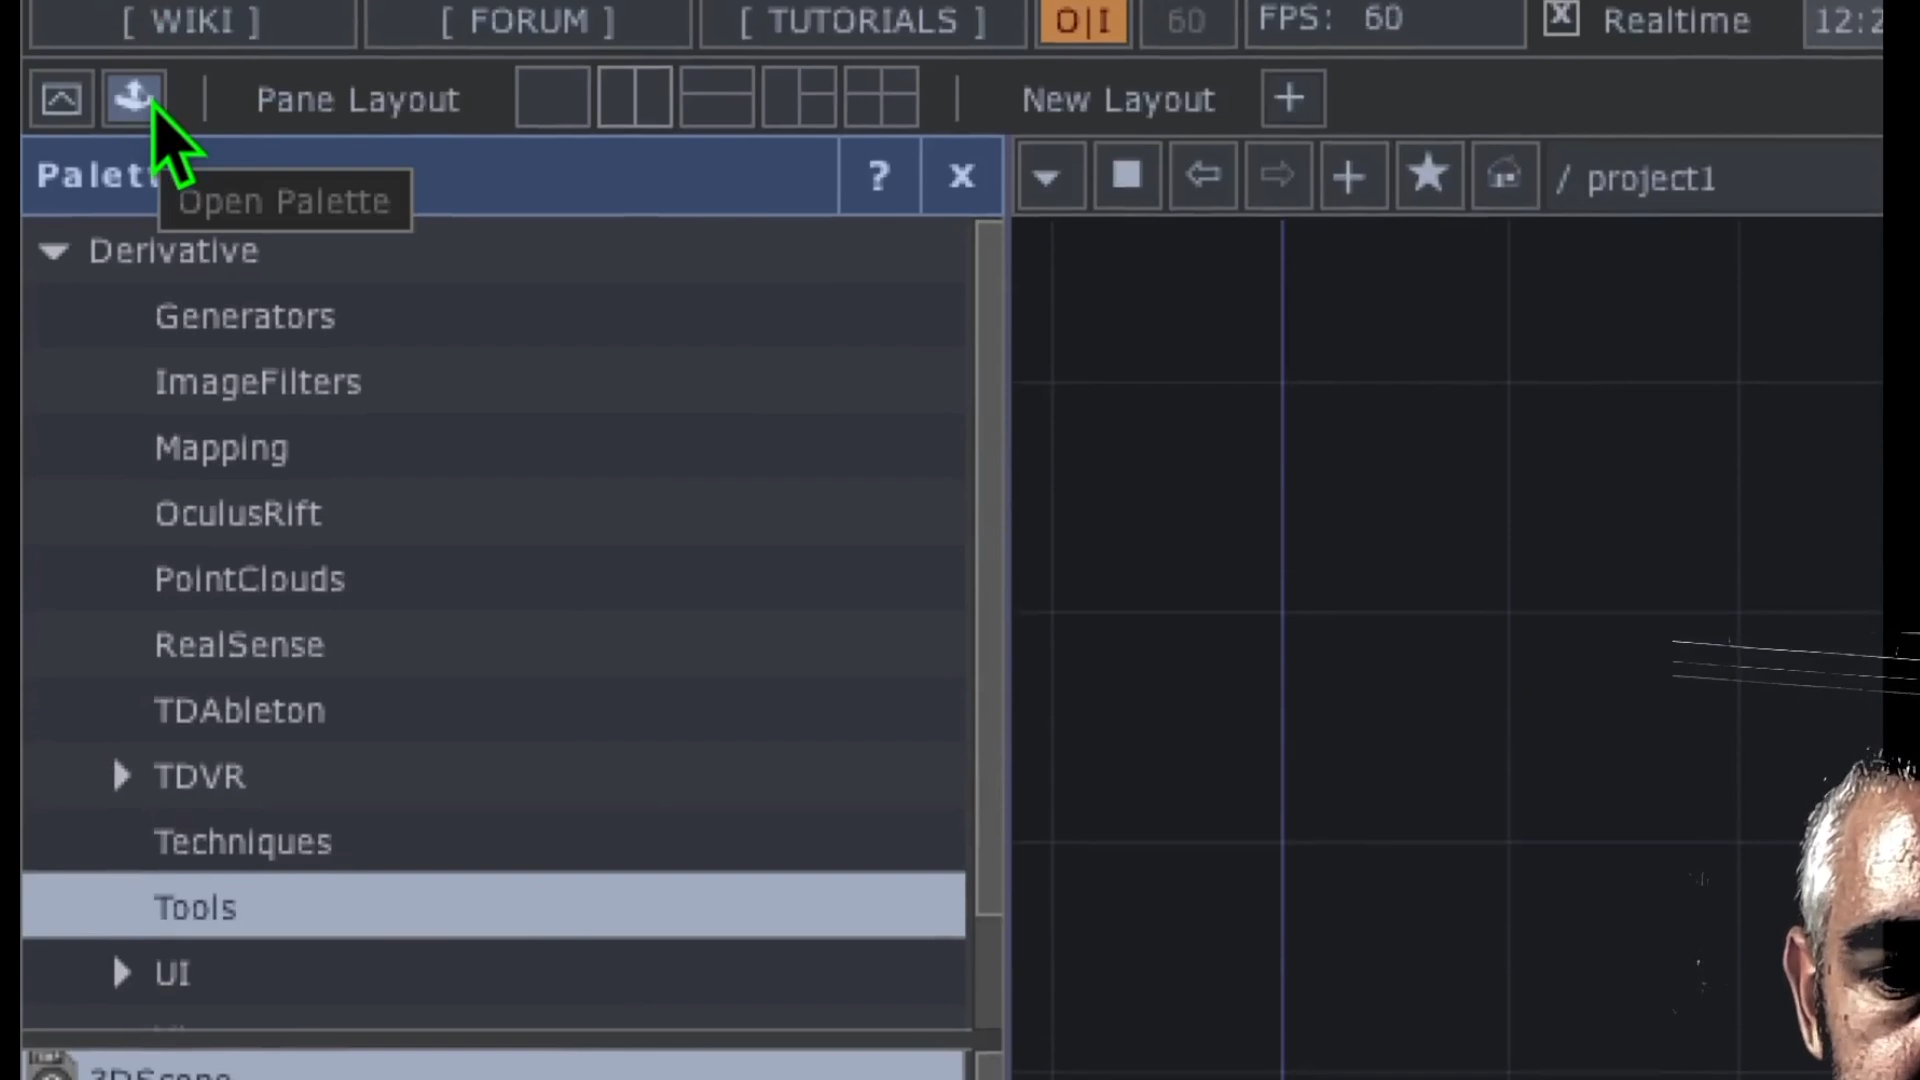 [ WIKI ] [ FORUM ] [ TUTORIALS ] O|I 60 FPS: 60 X Realtime
Pane Layout New Layout +
? x / project1
Open Palette
Derivative
Generators
ImageFilters
Mapping
OculusRift
PointClouds
RealSense
TDAbleton
TDVR
Techniques
Tools
UI